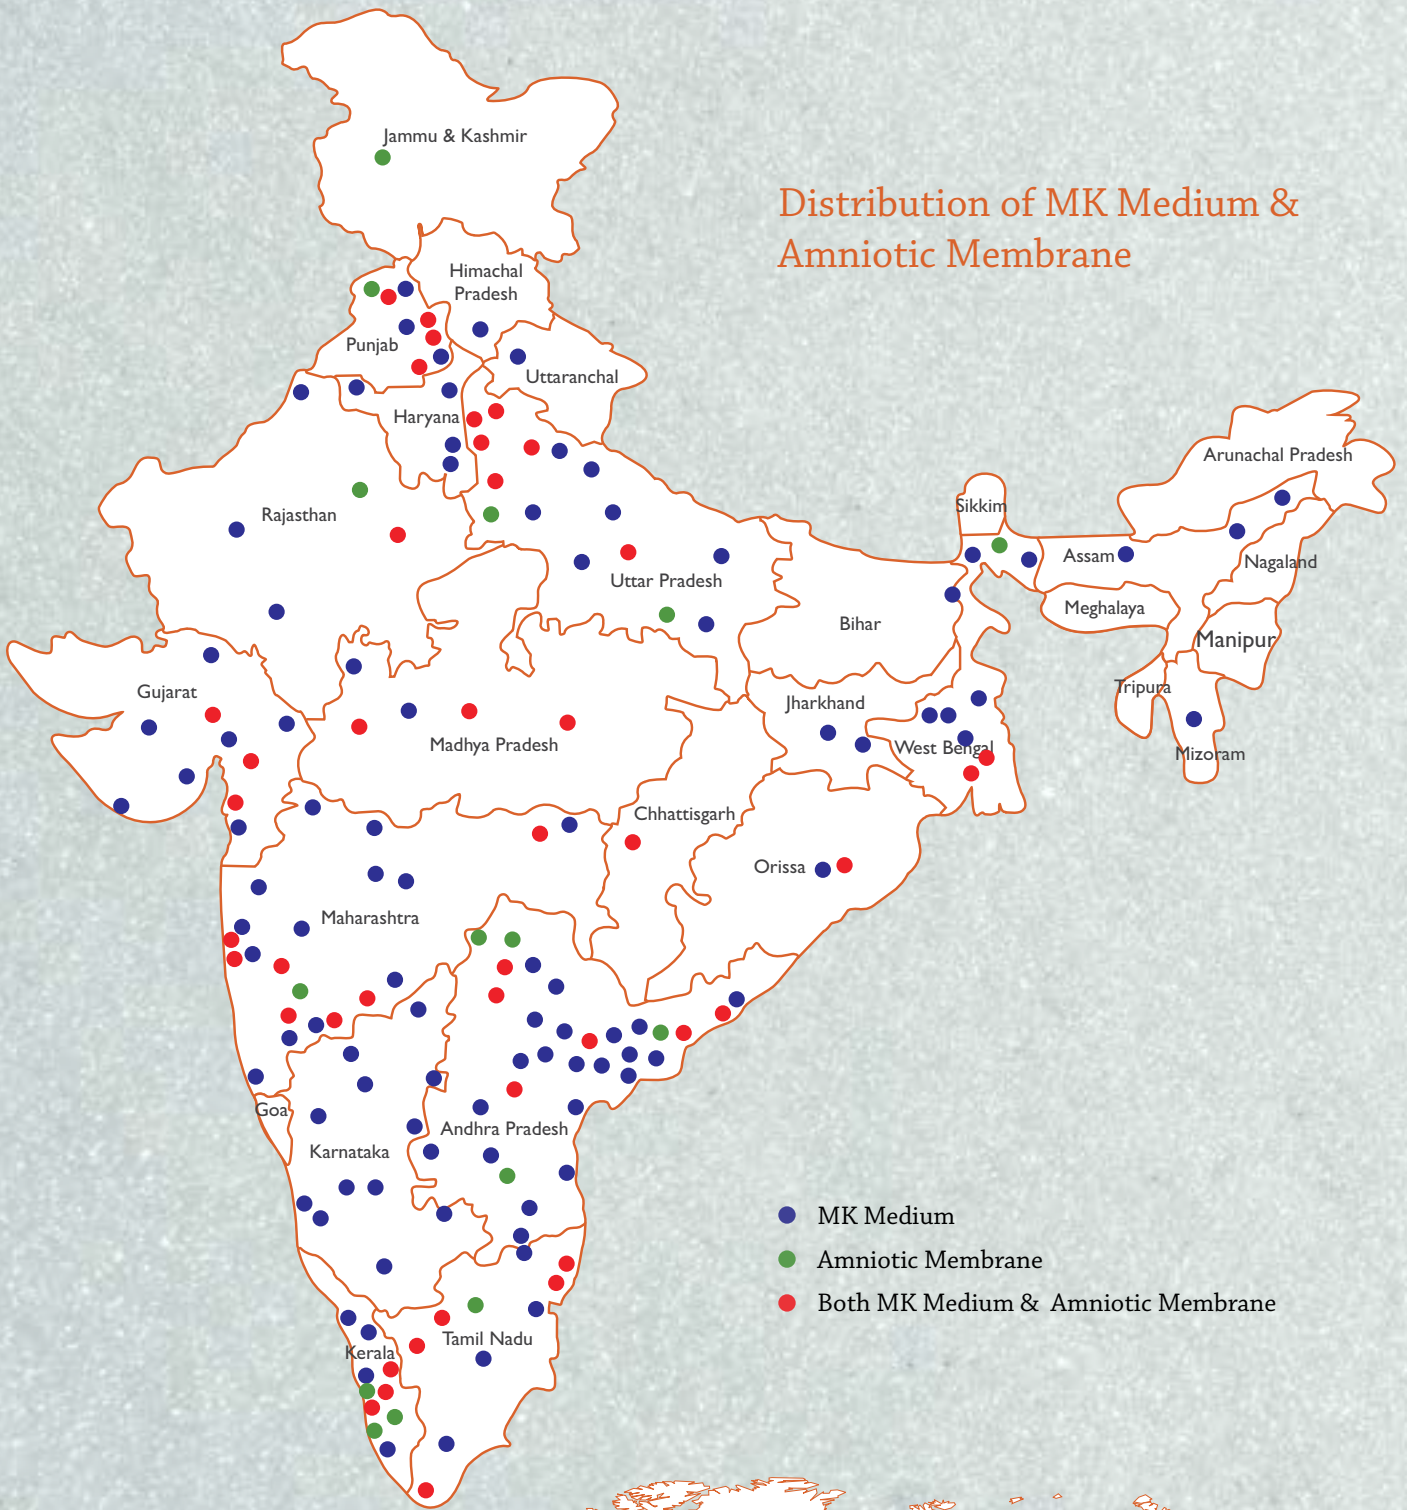 Jammu & Kashmir
Distribution of MK Medium &
Amniotic Membrane
Himachal
Pradesh
Punjab
Uttaranchal
Haryana
Arunachal Pradesh
Rajasthan
Sikkim
Assam
Nagaland
Uttar Pradesh
Meghalaya
Bihar
Manipur
Gujarat
Tripura
Jharkhand
Madhya Pradesh
West Bengal
Mizoram
Chhattisgarh
Orissa
Maharashtra
Goa
Andhra Pradesh
Karnataka
MK Medium
Amniotic Membrane
Both MK Medium & Amniotic Membrane
Tamil Nadu
Kerala